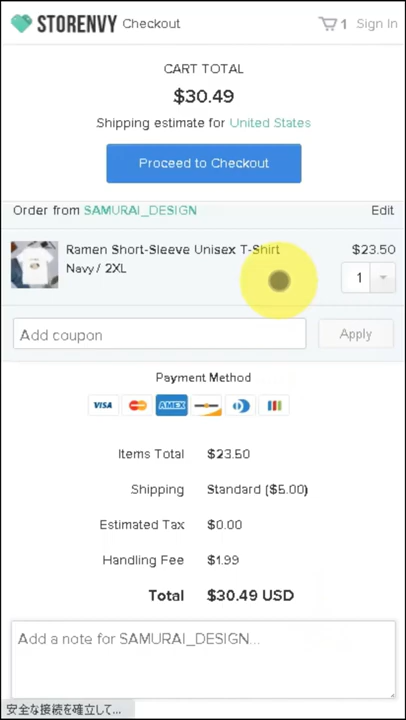 STORENVY Checkout 1 Sign In
CART TOTAL
$30.49
Shipping estimate for United States
Proceed to Checkout
Order from SAMURAI_DESIGN Edit
Ramen Short-Sleeve Unisex T-Shirt $23.50
Navy / 2XL 1
Add coupon Apply
Payment Method
VISA AMEX
Items Total $23.50
Shipping Standard ($5.00)
Estimated Tax $0.00
Handling Fee $1.99
Total $30.49 USD
Add a note for SAMURAI_DESIGN...
安全な接続を確立して...